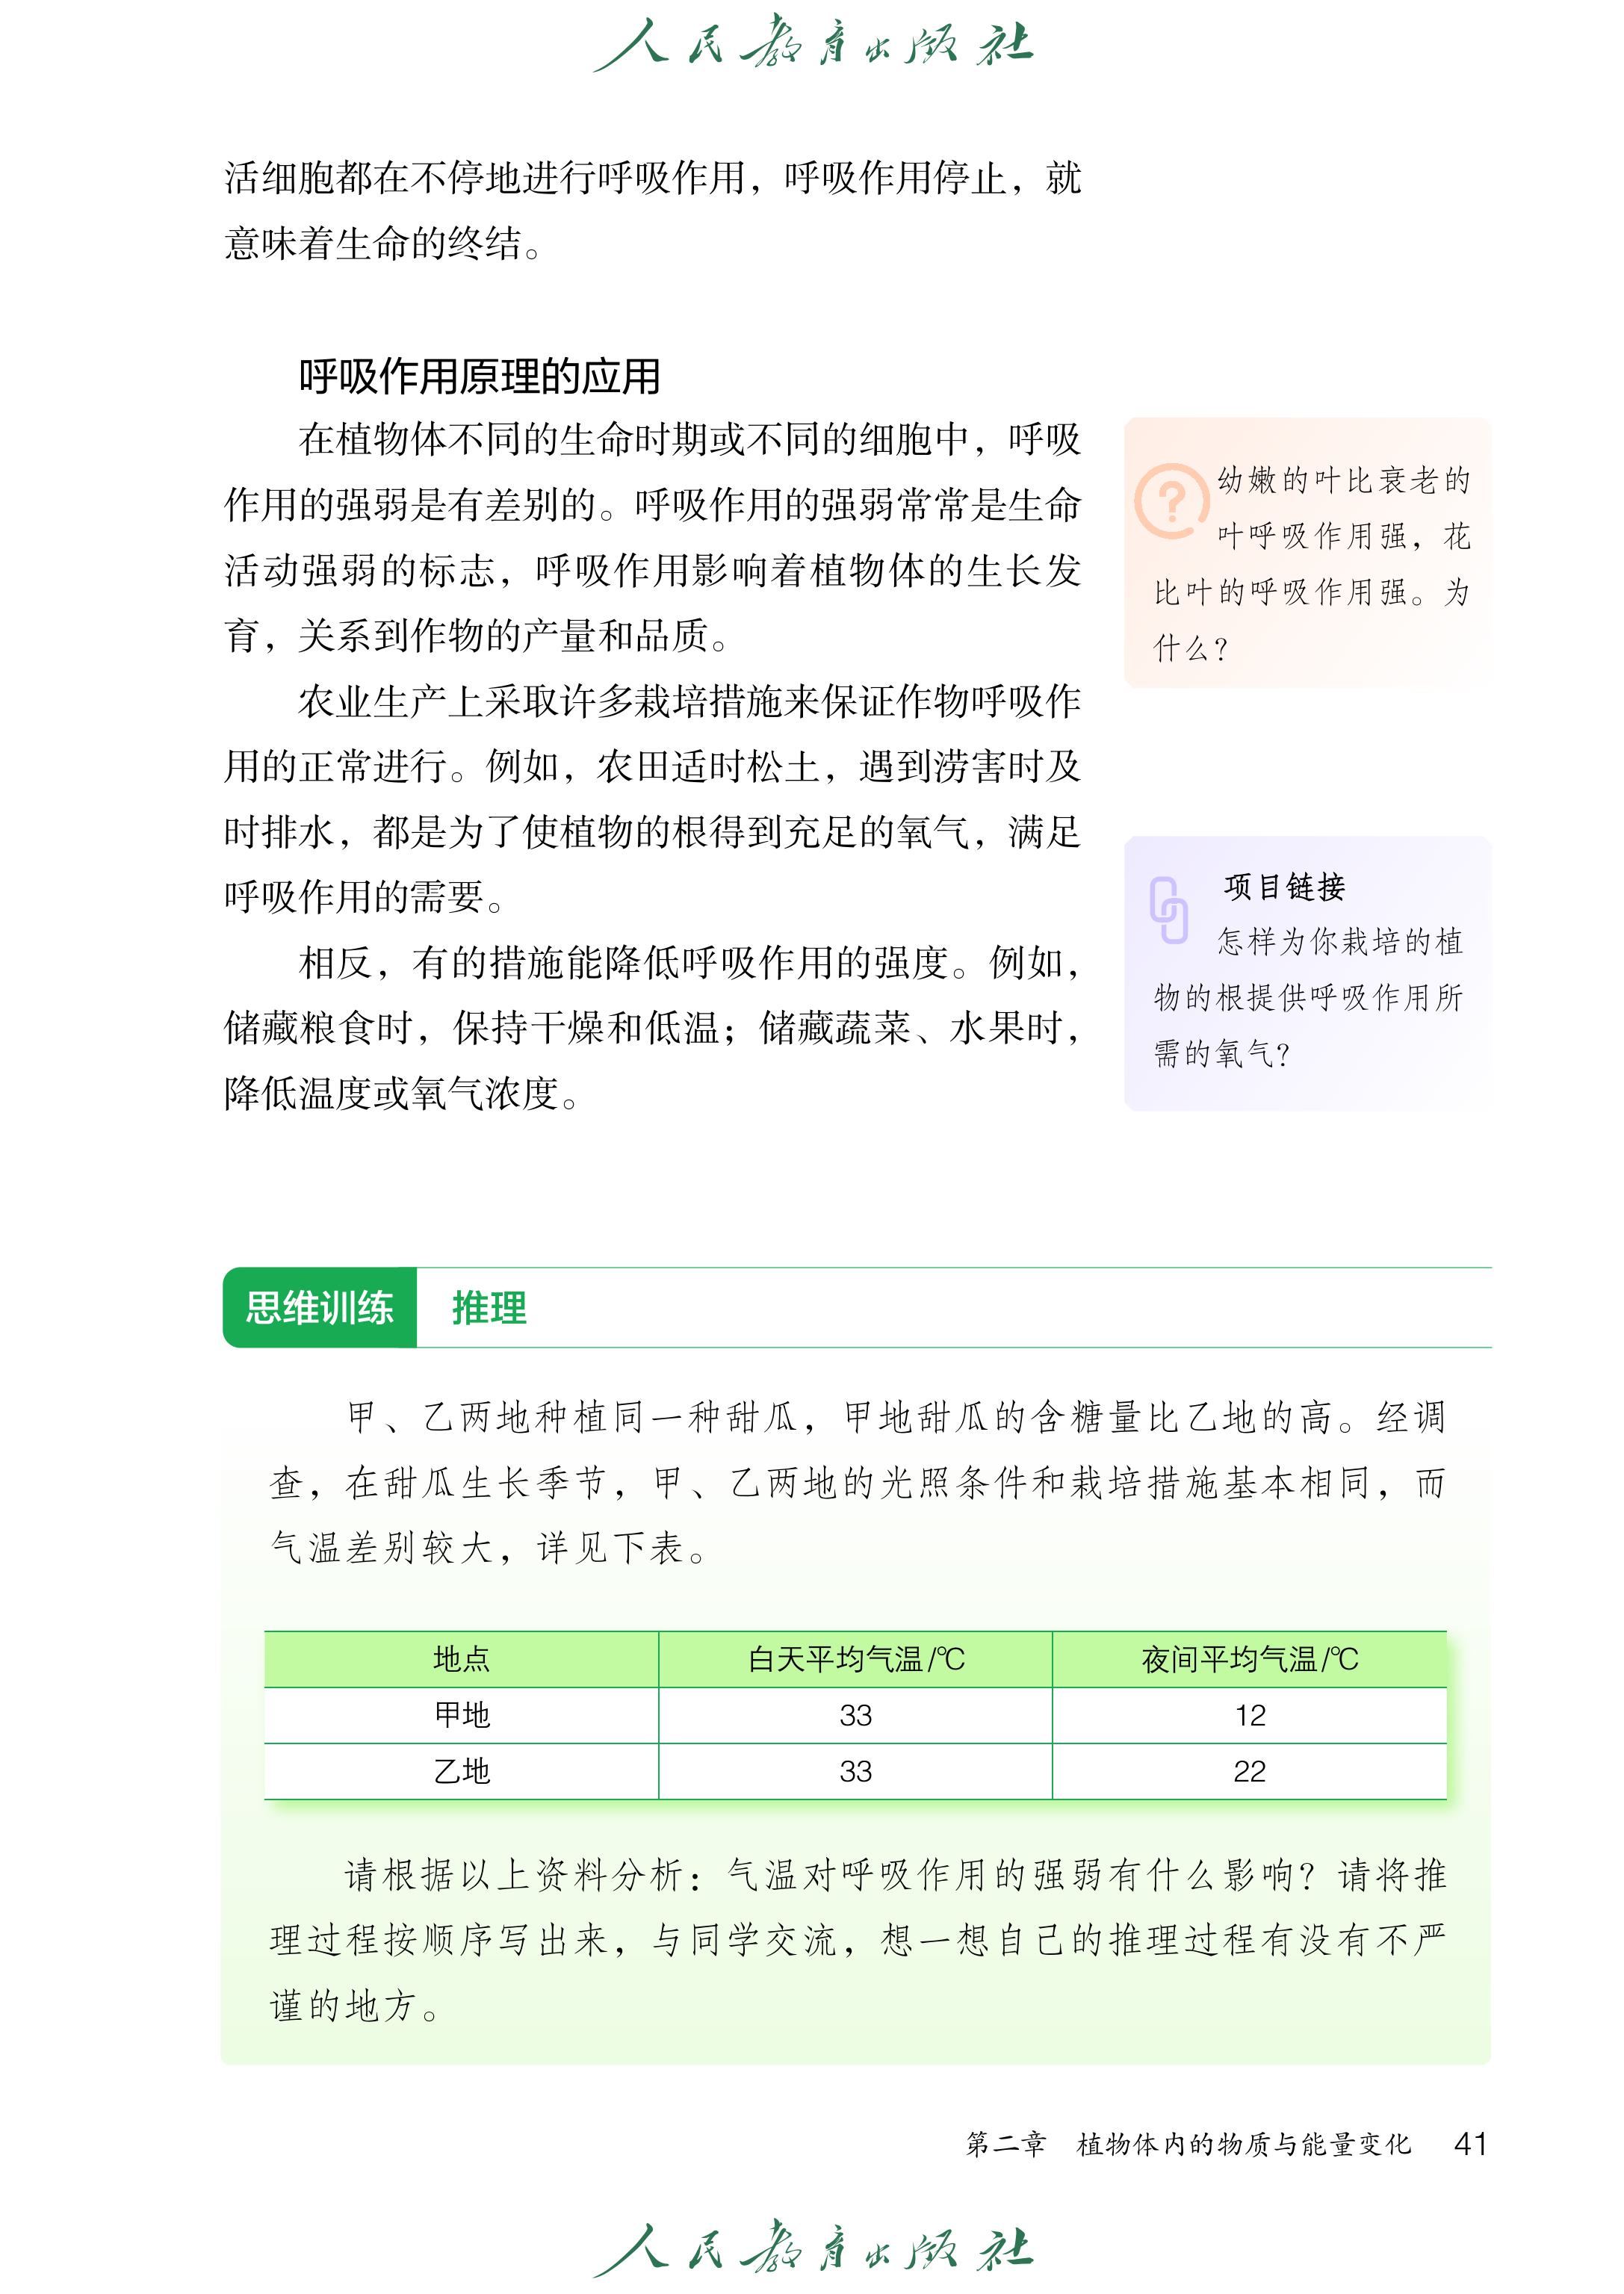 人民教育出版社
活细胞都在不停地进行呼吸作用，呼吸作用停止，就
意味着生命的终结。
呼吸作用原理的应用
在植物体不同的生命时期或不同的细胞中，呼吸
作用的强弱是有差别的。呼吸作用的强弱常常是生命
活动强弱的标志，呼吸作用影响着植物体的生长发
育，关系到作物的产量和品质。
农业生产上采取许多栽培措施来保证作物呼吸作
用的正常进行。例如，农田适时松土，遇到涝害时及
时排水，都是为了使植物的根得到充足的氧气，满足
呼吸作用的需要。
相反，有的措施能降低呼吸作用的强度。例如，
储藏粮食时，保持干燥和低温；储藏蔬菜、水果时，
降低温度或氧气浓度。
?
幼嫩的叶比衰老的
叶呼吸作用强，花
比叶的呼吸作用强。为
什么？
项目链接
怎样为你栽培的植
物的根提供呼吸作用所
需的氧气？
思维训练 推理
甲、乙两地种植同一种甜瓜，甲地甜瓜的含糖量比乙地的高。经调
查，在甜瓜生长季节，甲、乙两地的光照条件和栽培措施基本相同，而
气温差别较大，详见下表。
地点 白天平均气温/℃ 夜间平均气温/℃
甲地 33 12
乙地 33 22
请根据以上资料分析：气温对呼吸作用的强弱有什么影响？请将推
理过程按顺序写出来，与同学交流，想一想自己的推理过程有没有不严
谨的地方。
第二章 植物体内的物质与能量变化 41
人民教育出版社